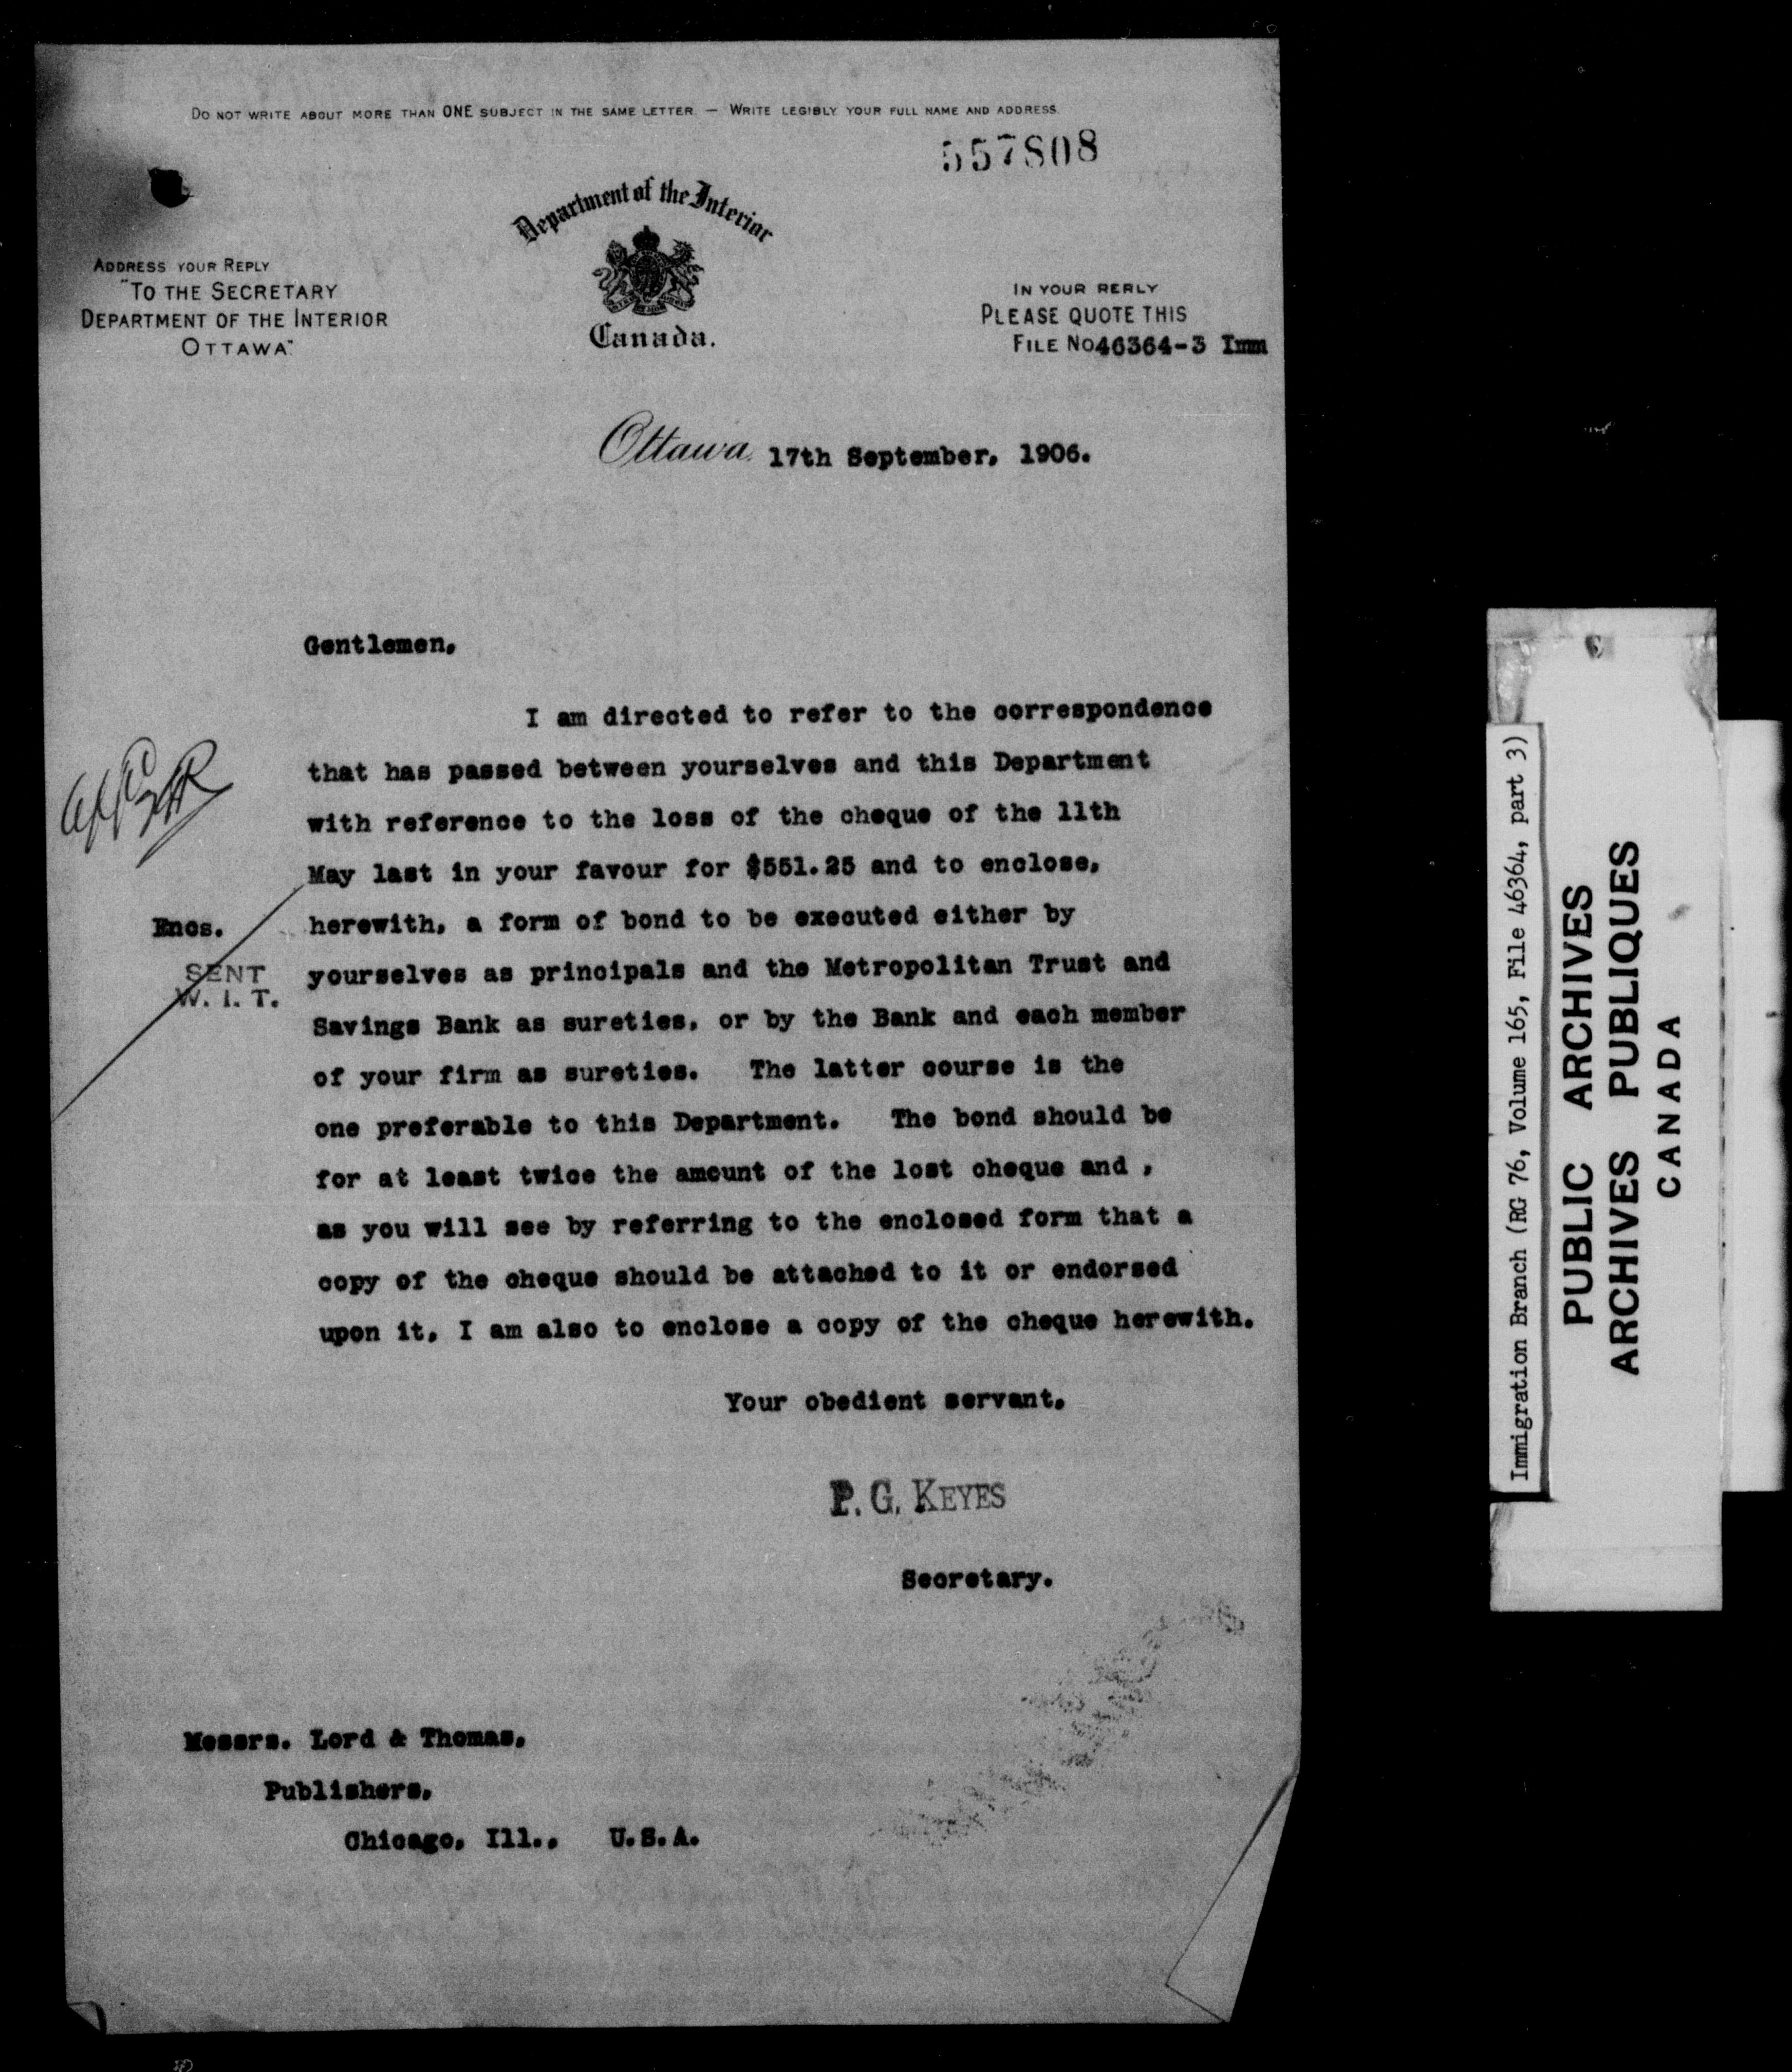 DO NOT WRITE ABOUT MORE THAN ONE SUBJECT IN THE SAME LETTER. — WRITE LEGIBLY YOUR FULL NAME AND ADDRESS.
557808
Department of the Interior
Canada.
ADDRESS YOUR REPLY
"TO THE SECRETARY
DEPARTMENT OF THE INTERIOR
OTTAWA."
IN YOUR REPLY
PLEASE QUOTE THIS
FILE No 46364-3 Imm
Ottawa, 17th September, 1906.
Gentlemen,
I am directed to refer to the correspondence
that has passed between yourselves and this Department
with reference to the loss of the cheque of the 11th
May last in your favour for $551.25 and to enclose,
Encs.
herewith, a form of bond to be executed either by
SENT
W. I. T.
yourselves as principals and the Metropolitan Trust and
Savings Bank as sureties, or by the Bank and each member
of your firm as sureties. The latter course is the
one preferable to this Department. The bond should be
for at least twice the amount of the lost cheque and ,
as you will see by referring to the enclosed form that a
copy of the cheque should be attached to it or endorsed
upon it, I am also to enclose a copy of the cheque herewith.
Your obedient servant,
P. G. KEYES
Secretary.
Messrs. Lord & Thomas,
Publishers,
Chicago, Ill., U.S.A.
Immigration Branch (RG 76, Volume 165, File 46364, part 3)
PUBLIC ARCHIVES
ARCHIVES PUBLIQUES
CANADA